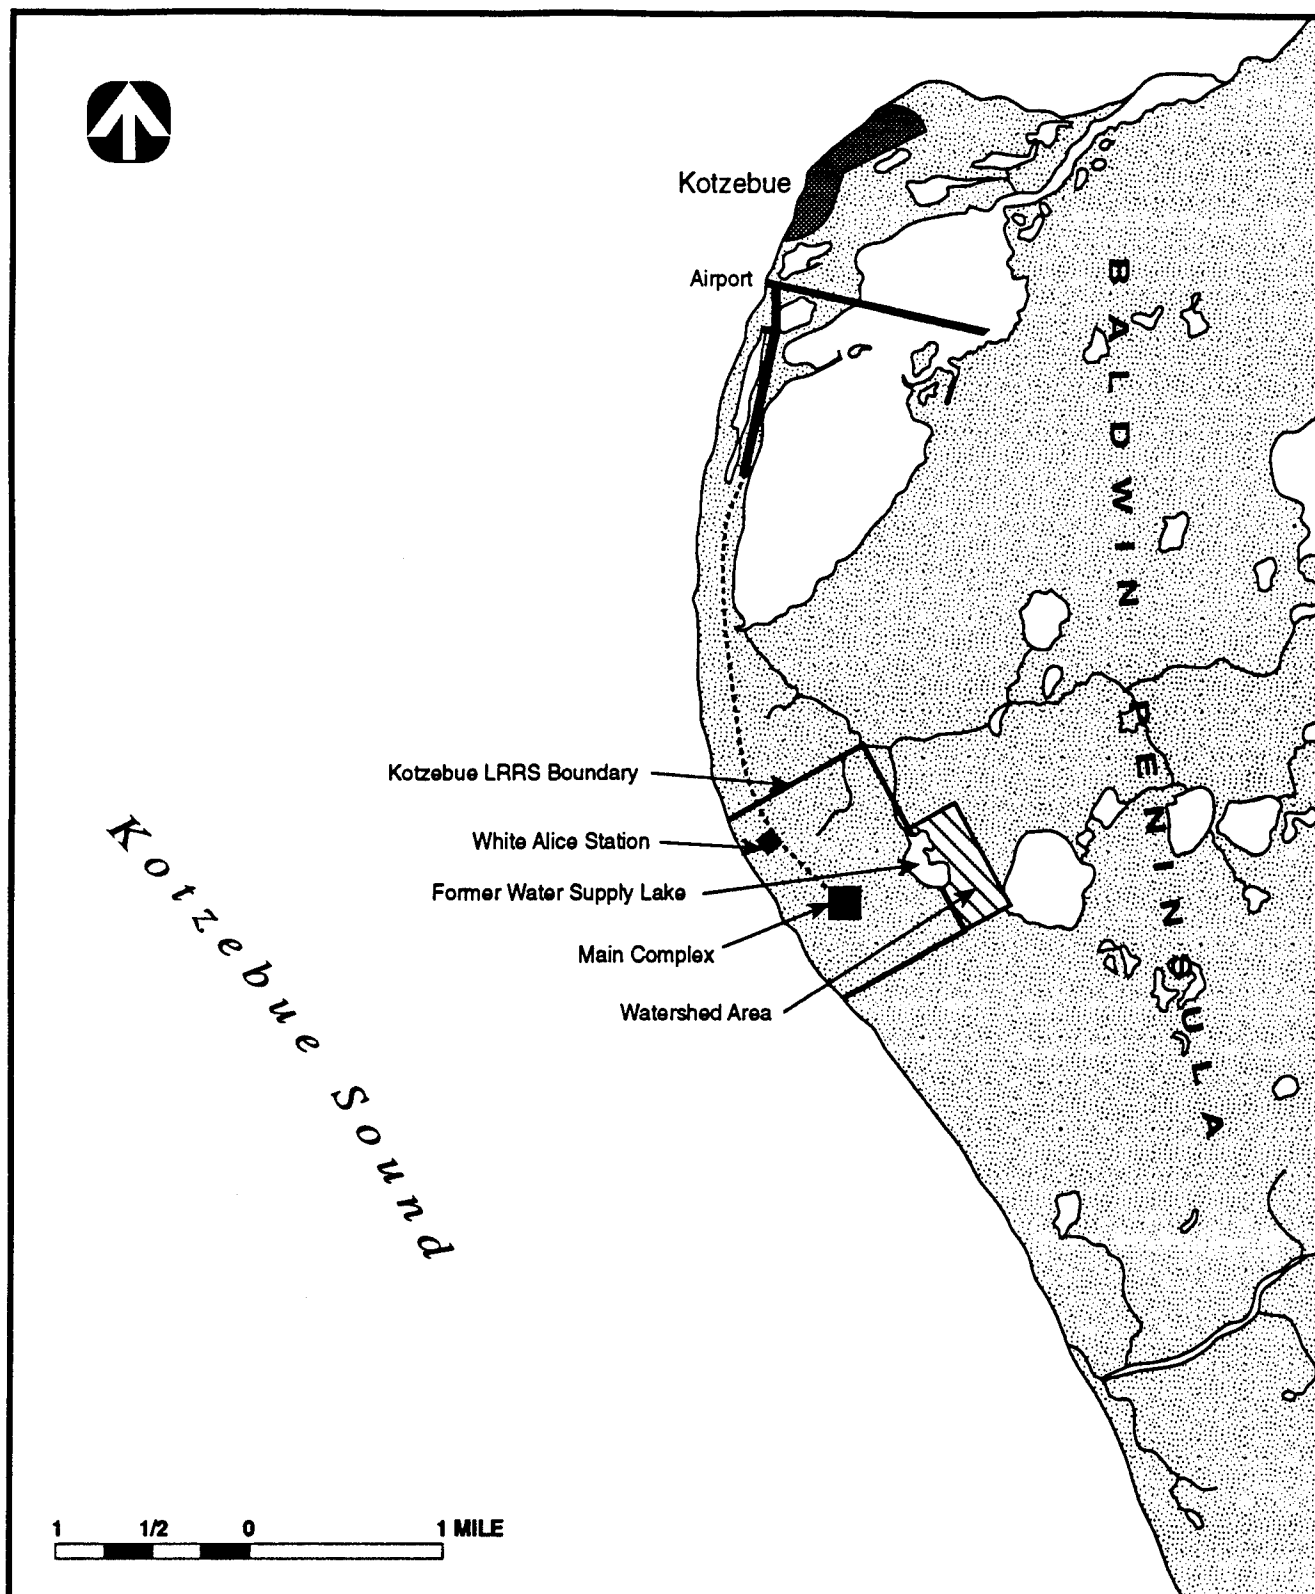 Kotzebue
Airport
BALDWIN PENINSULA
Kotzebue LRRS Boundary
White Alice Station
Former Water Supply Lake
Main Complex
Watershed Area
Kotzebue Sound
1 1/2 0 1 MILE